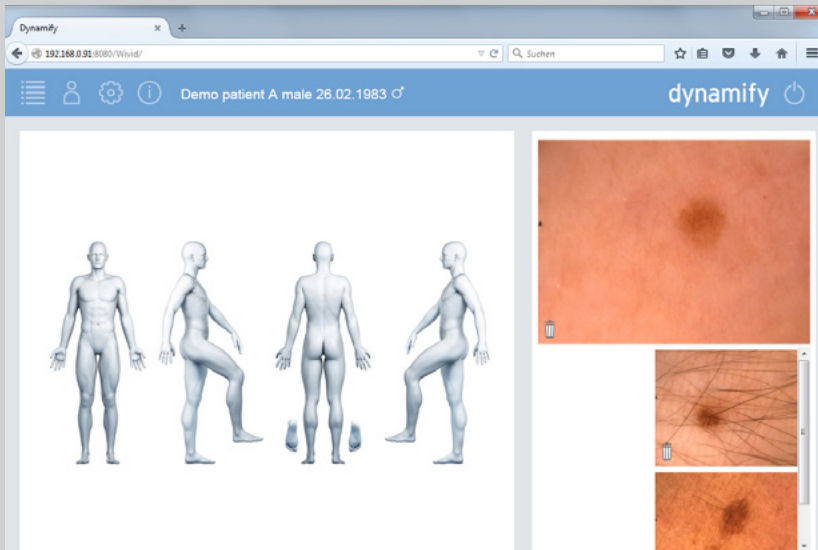 Dynamify
192.168.0.91:8080/Wivid/
Suchen
Demo patient A male 26.02.1983
dynamify